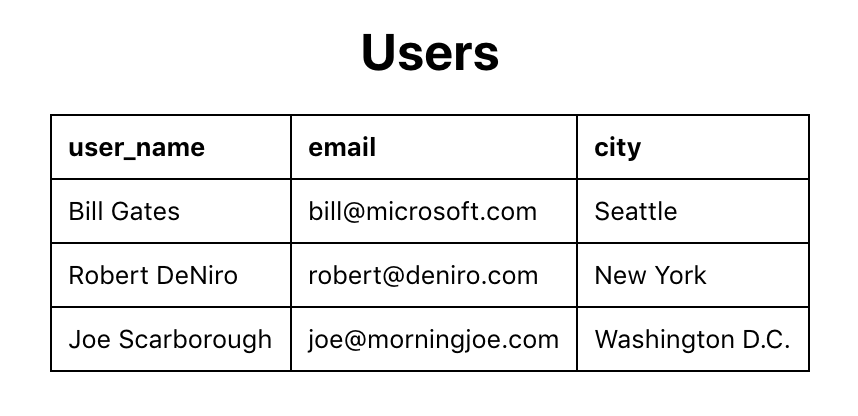 Users
user_name email city
Bill Gates bill@microsoft.com Seattle
Robert DeNiro robert@deniro.com New York
Joe Scarborough joe@morningjoe.com Washington D.C.